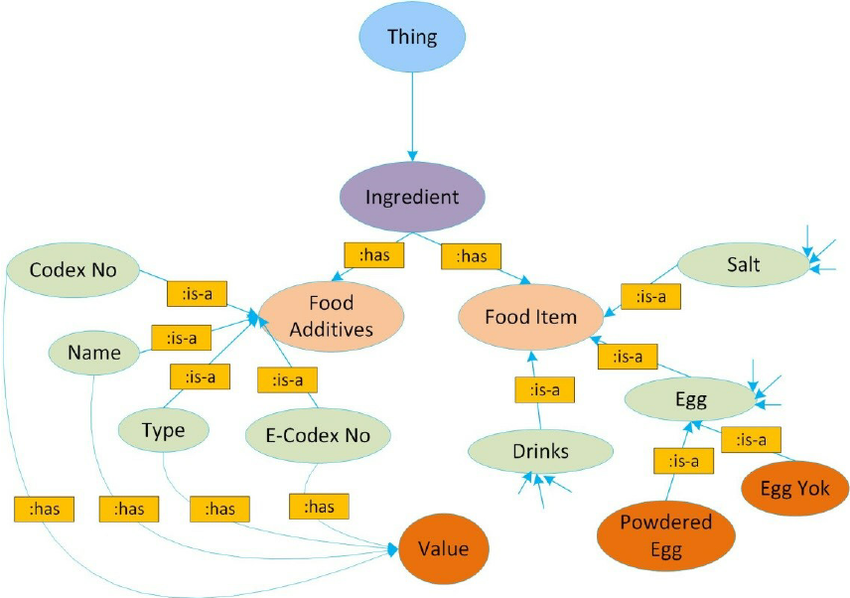 Thing
Ingredient
:has
:has
Codex No
Salt
:is-a
:is-a
Food
Additives
Food Item
:is-a
Name
:is-a
:is-a
:is-a
:is-a
Egg
Type
E-Codex No
Drinks
:is-a
:is-a
Egg Yok
:has
:has
:has
:has
Powdered
Egg
Value